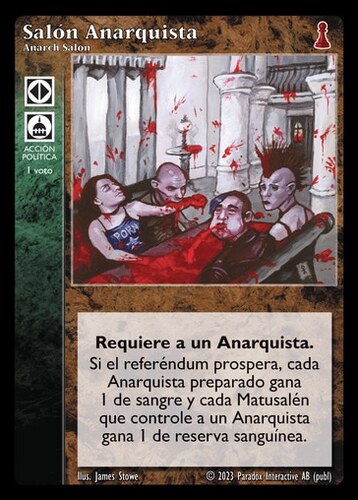 Salón Anarquista
Anarch Salon
ACCIÓN
POLÍTICA
1 voto
PORN
Requiere a un Anarquista.
Si el referéndum prospera, cada
Anarquista preparado gana
1 de sangre y cada Matusalén
que controle a un Anarquista
gana 1 de reserva sanguínea.
Ilus. James Stowe © 2023 Paradox Interactive AB (publ)